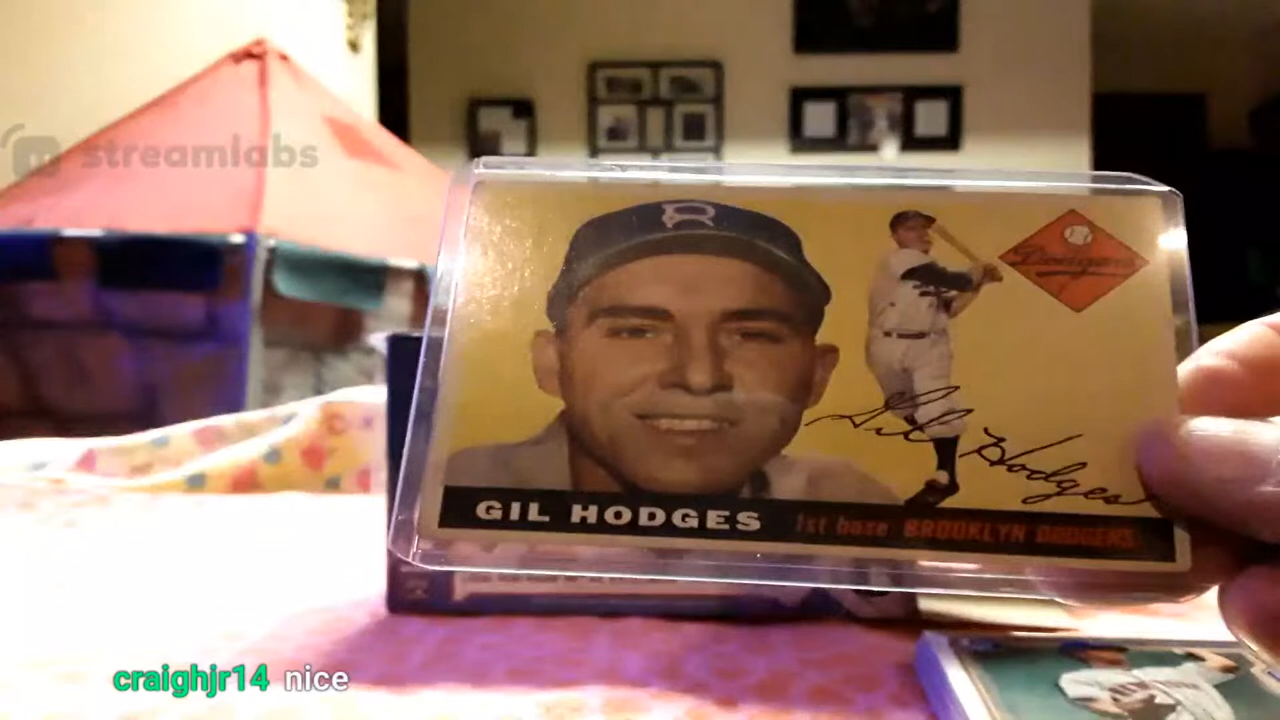 streamlabs
B
Dodgers
Gil Hodges
GIL HODGES 1st base BROOKLYN DODGERS
craighjr14 nice